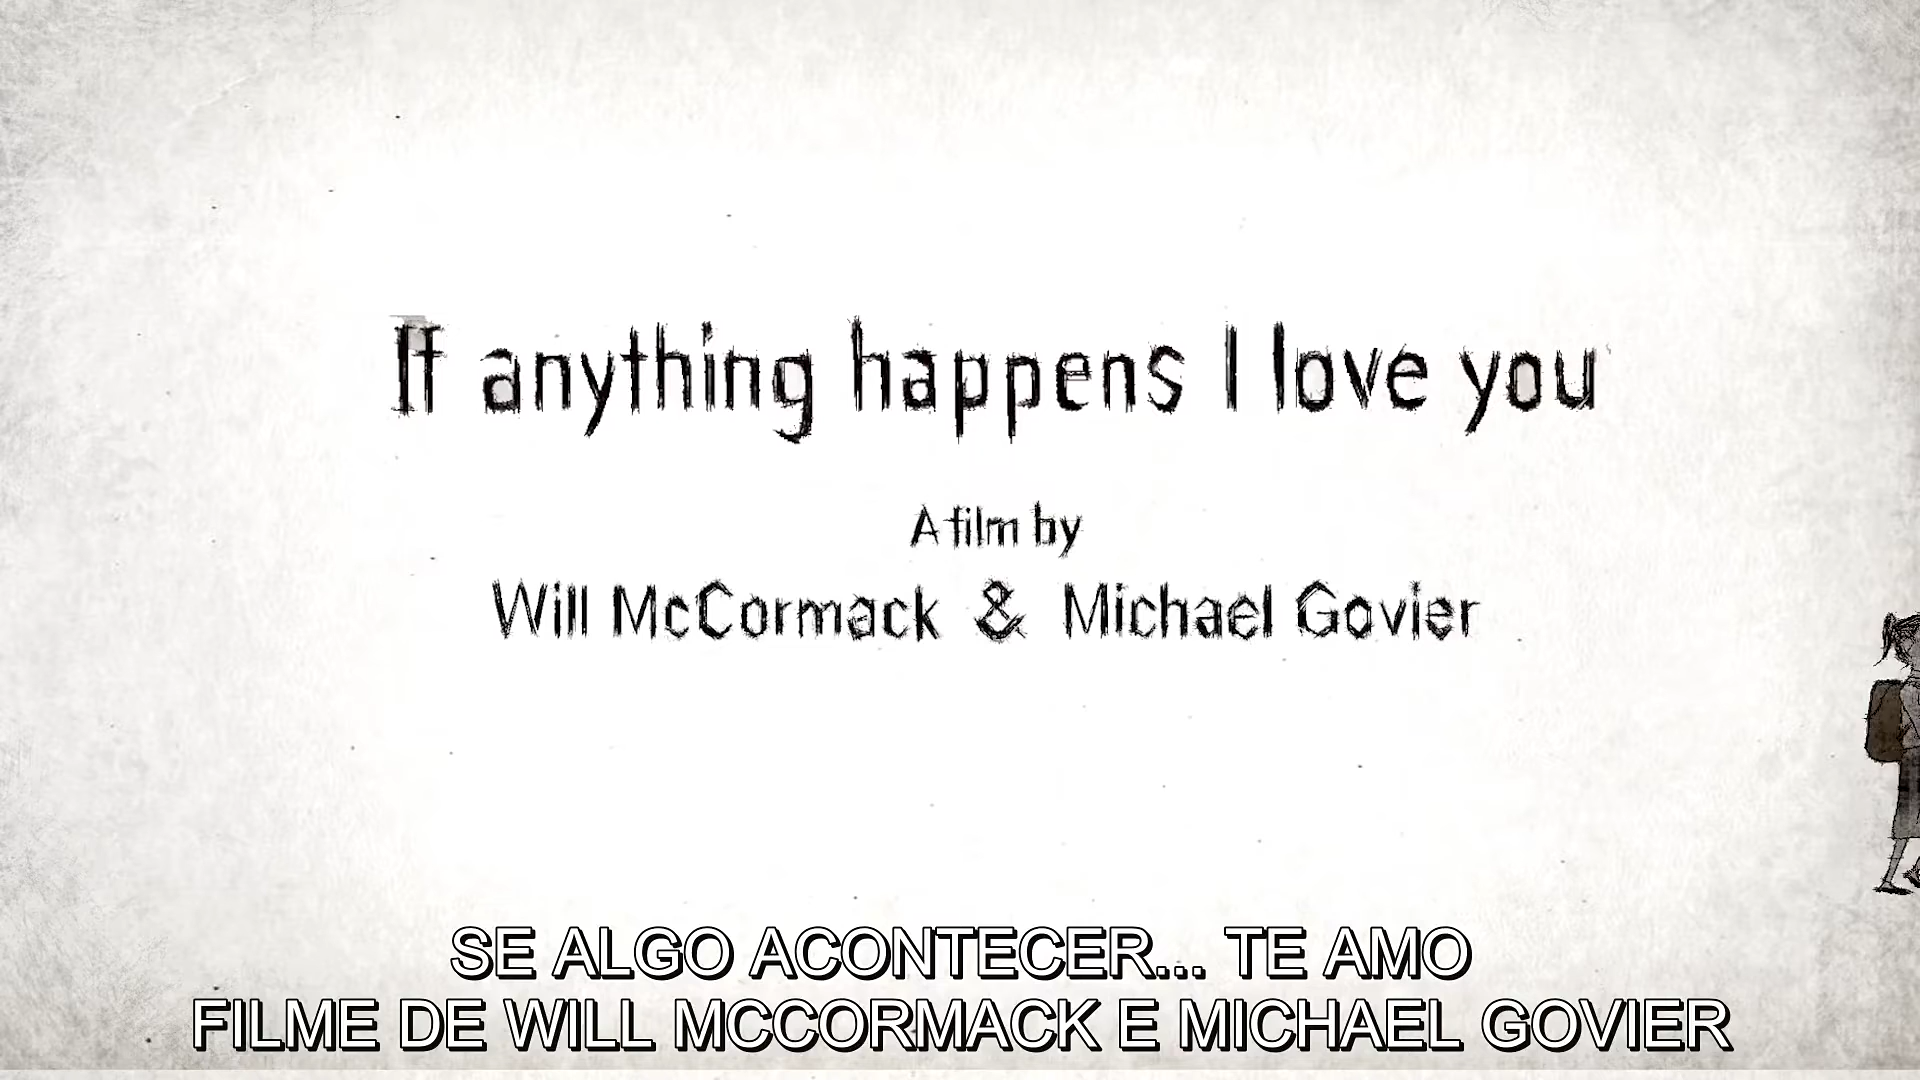 If anything happens I love you
A film by
Will McCormack & Michael Govier
SE ALGO ACONTECER... TE AMO
FILME DE WILL MCCORMACK E MICHAEL GOVIER